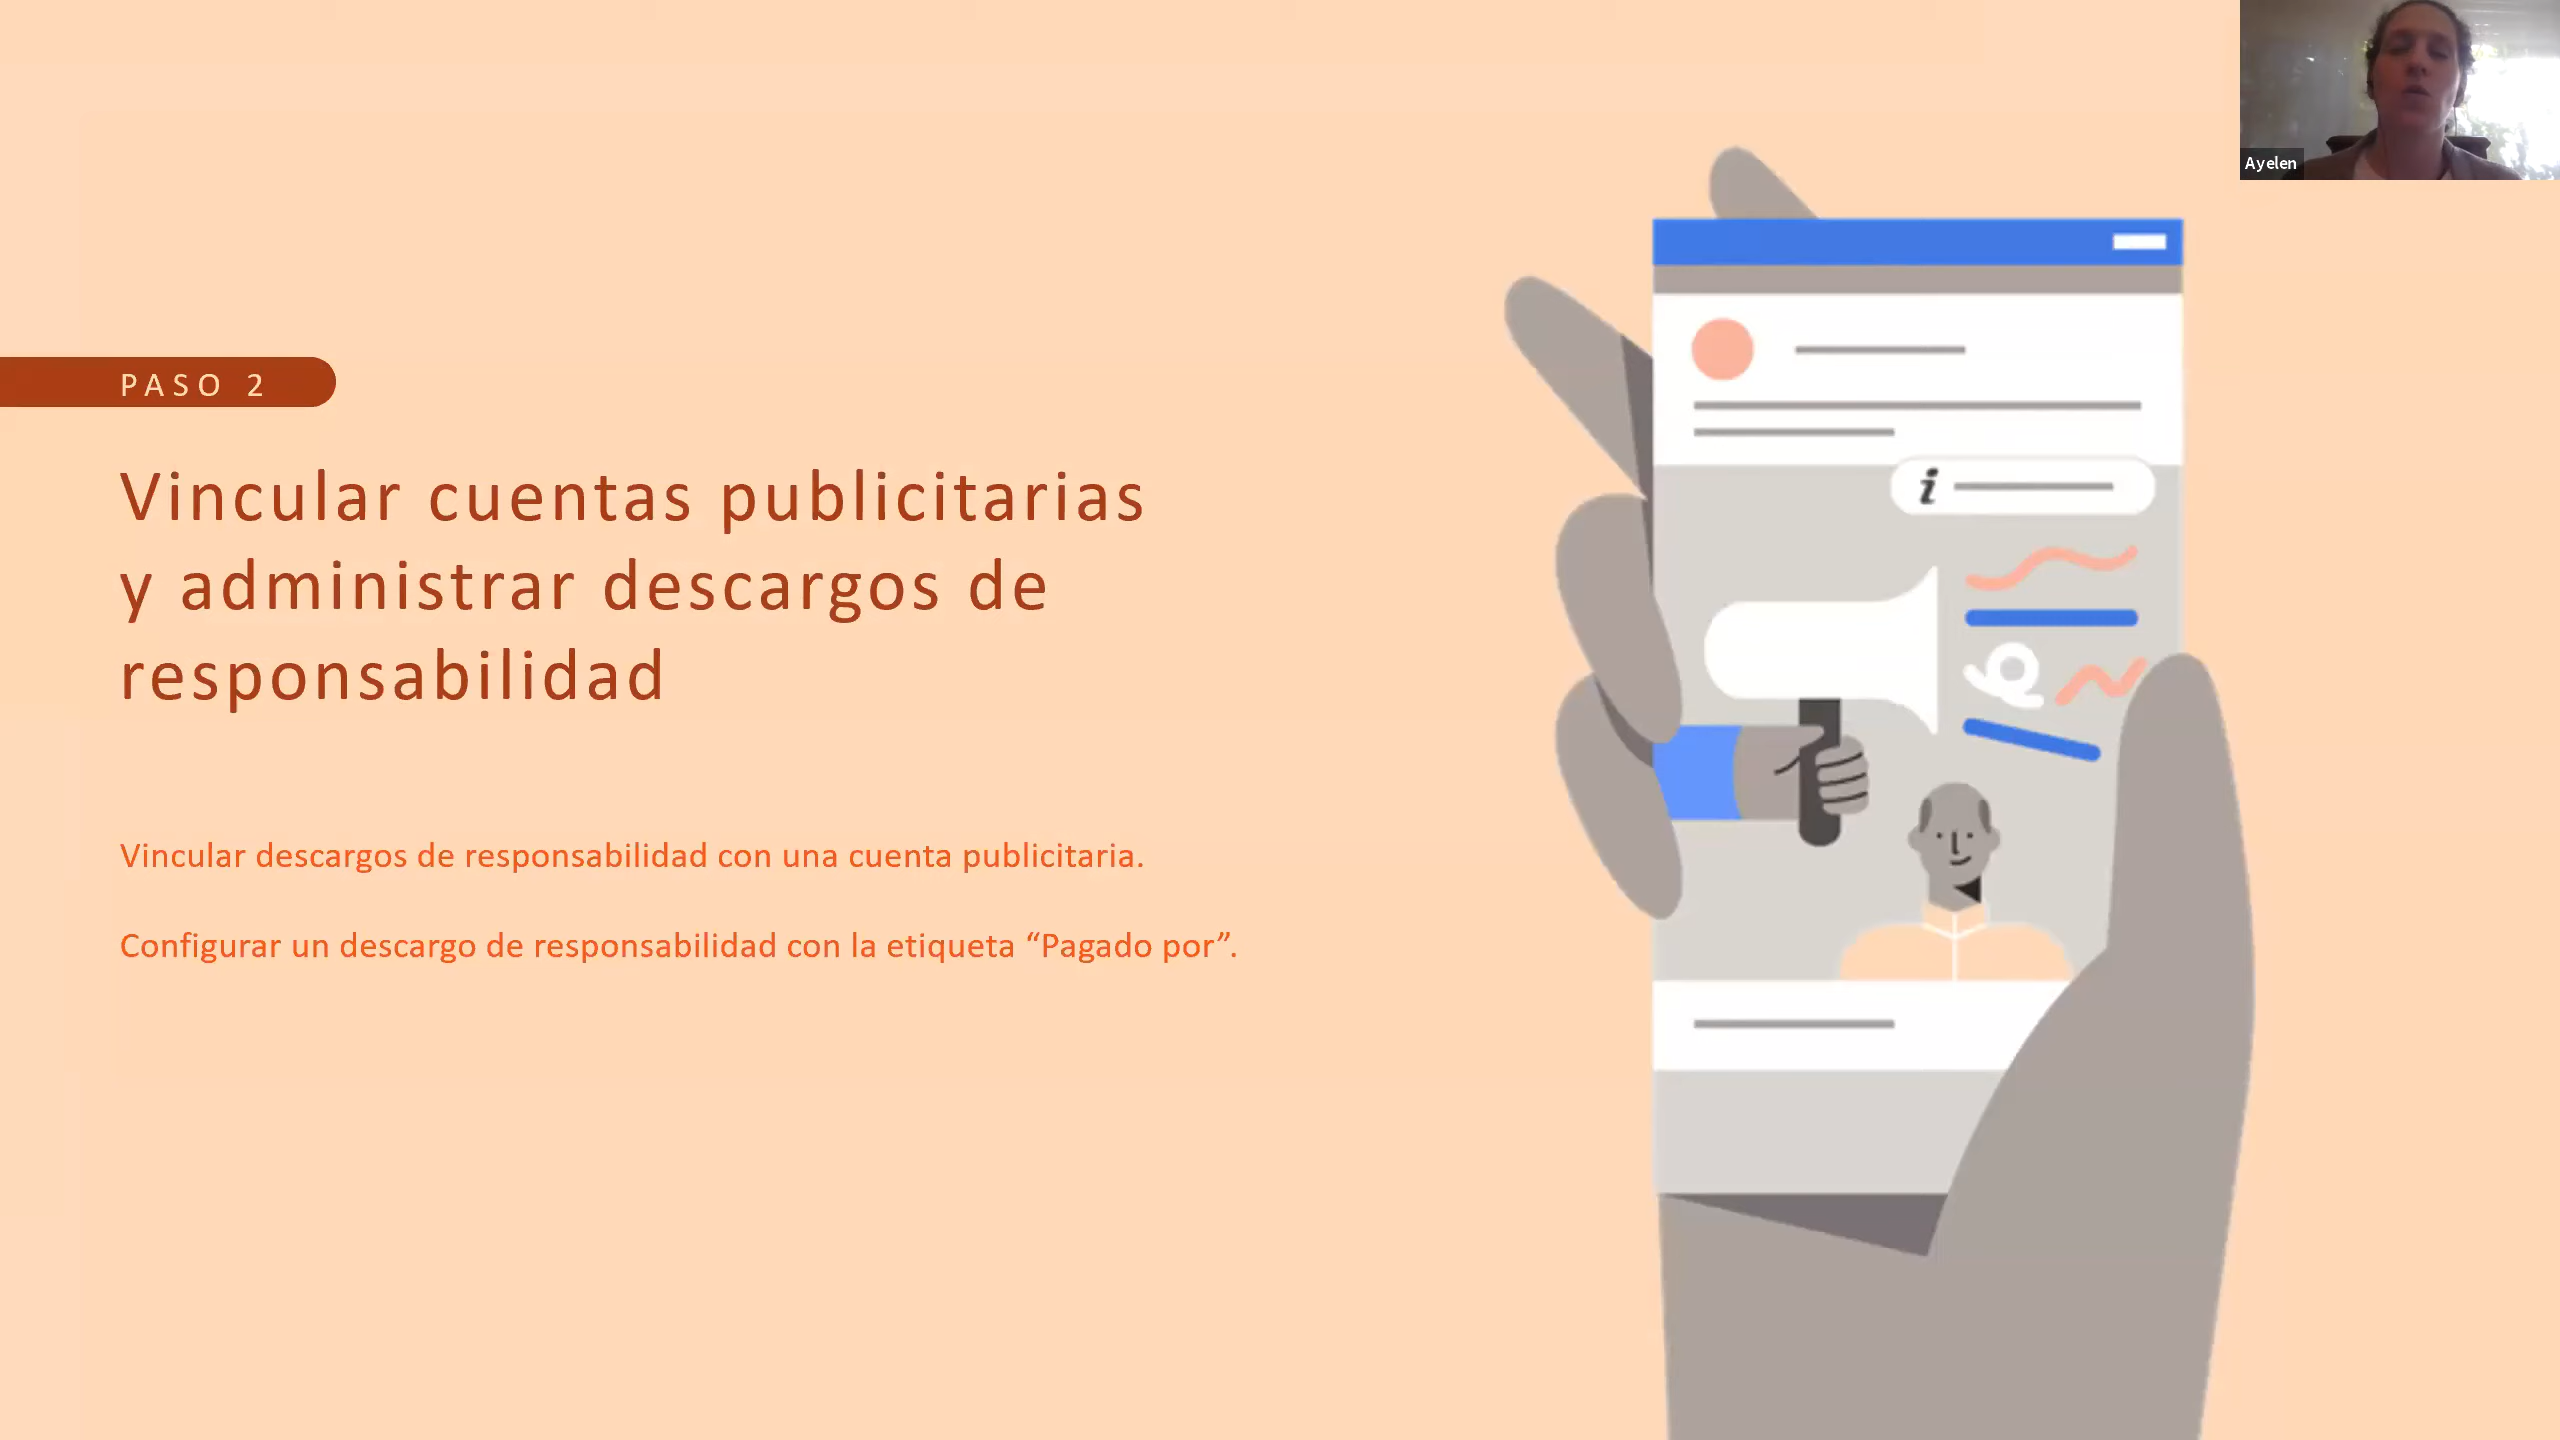 Ayelen
PASO 2
Vincular cuentas publicitarias
y administrar descargos de
responsabilidad
Vincular descargos de responsabilidad con una cuenta publicitaria.
Configurar un descargo de responsabilidad con la etiqueta “Pagado por”.
i